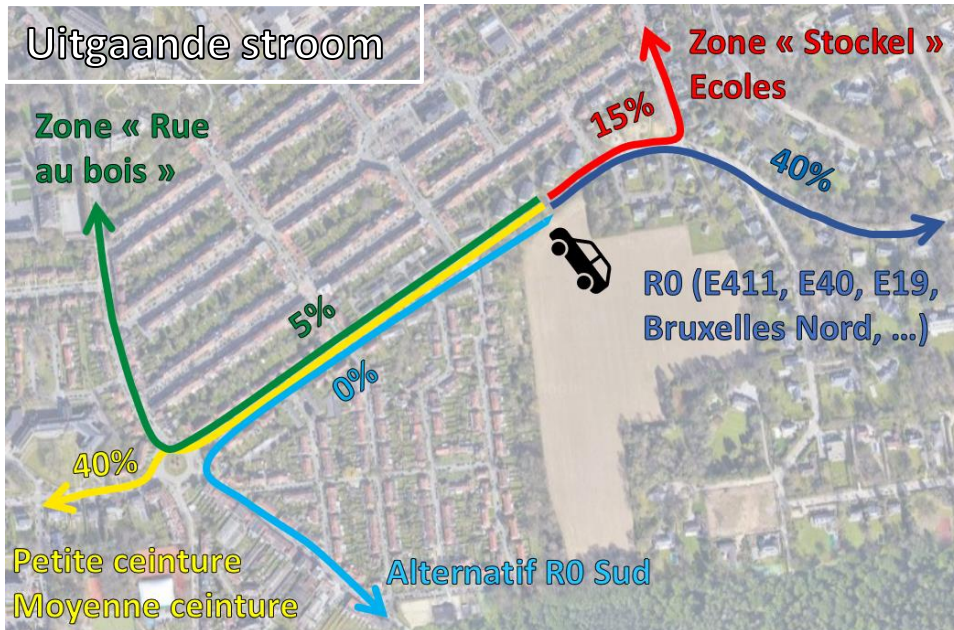 Uitgaande stroom
Zone « Stockel »
Ecoles
15%
Zone « Rue
au bois »
40%
R0 (E411, E40, E19,
Bruxelles Nord, ...)
5%
0%
40%
Petite ceinture
Moyenne ceinture
Alternatif R0 Sud